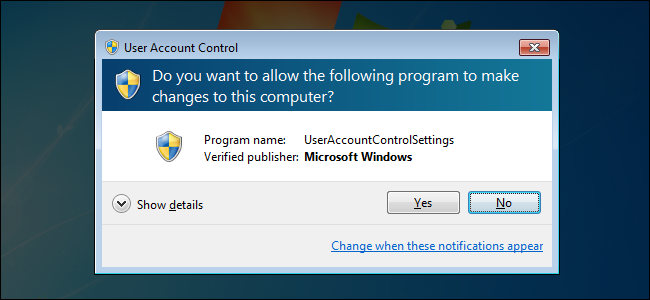 User Account Control
Do you want to allow the following program to make
changes to this computer?
Program name: UserAccountControlSettings
Verified publisher: Microsoft Windows
Show details
Yes No
Change when these notifications appear